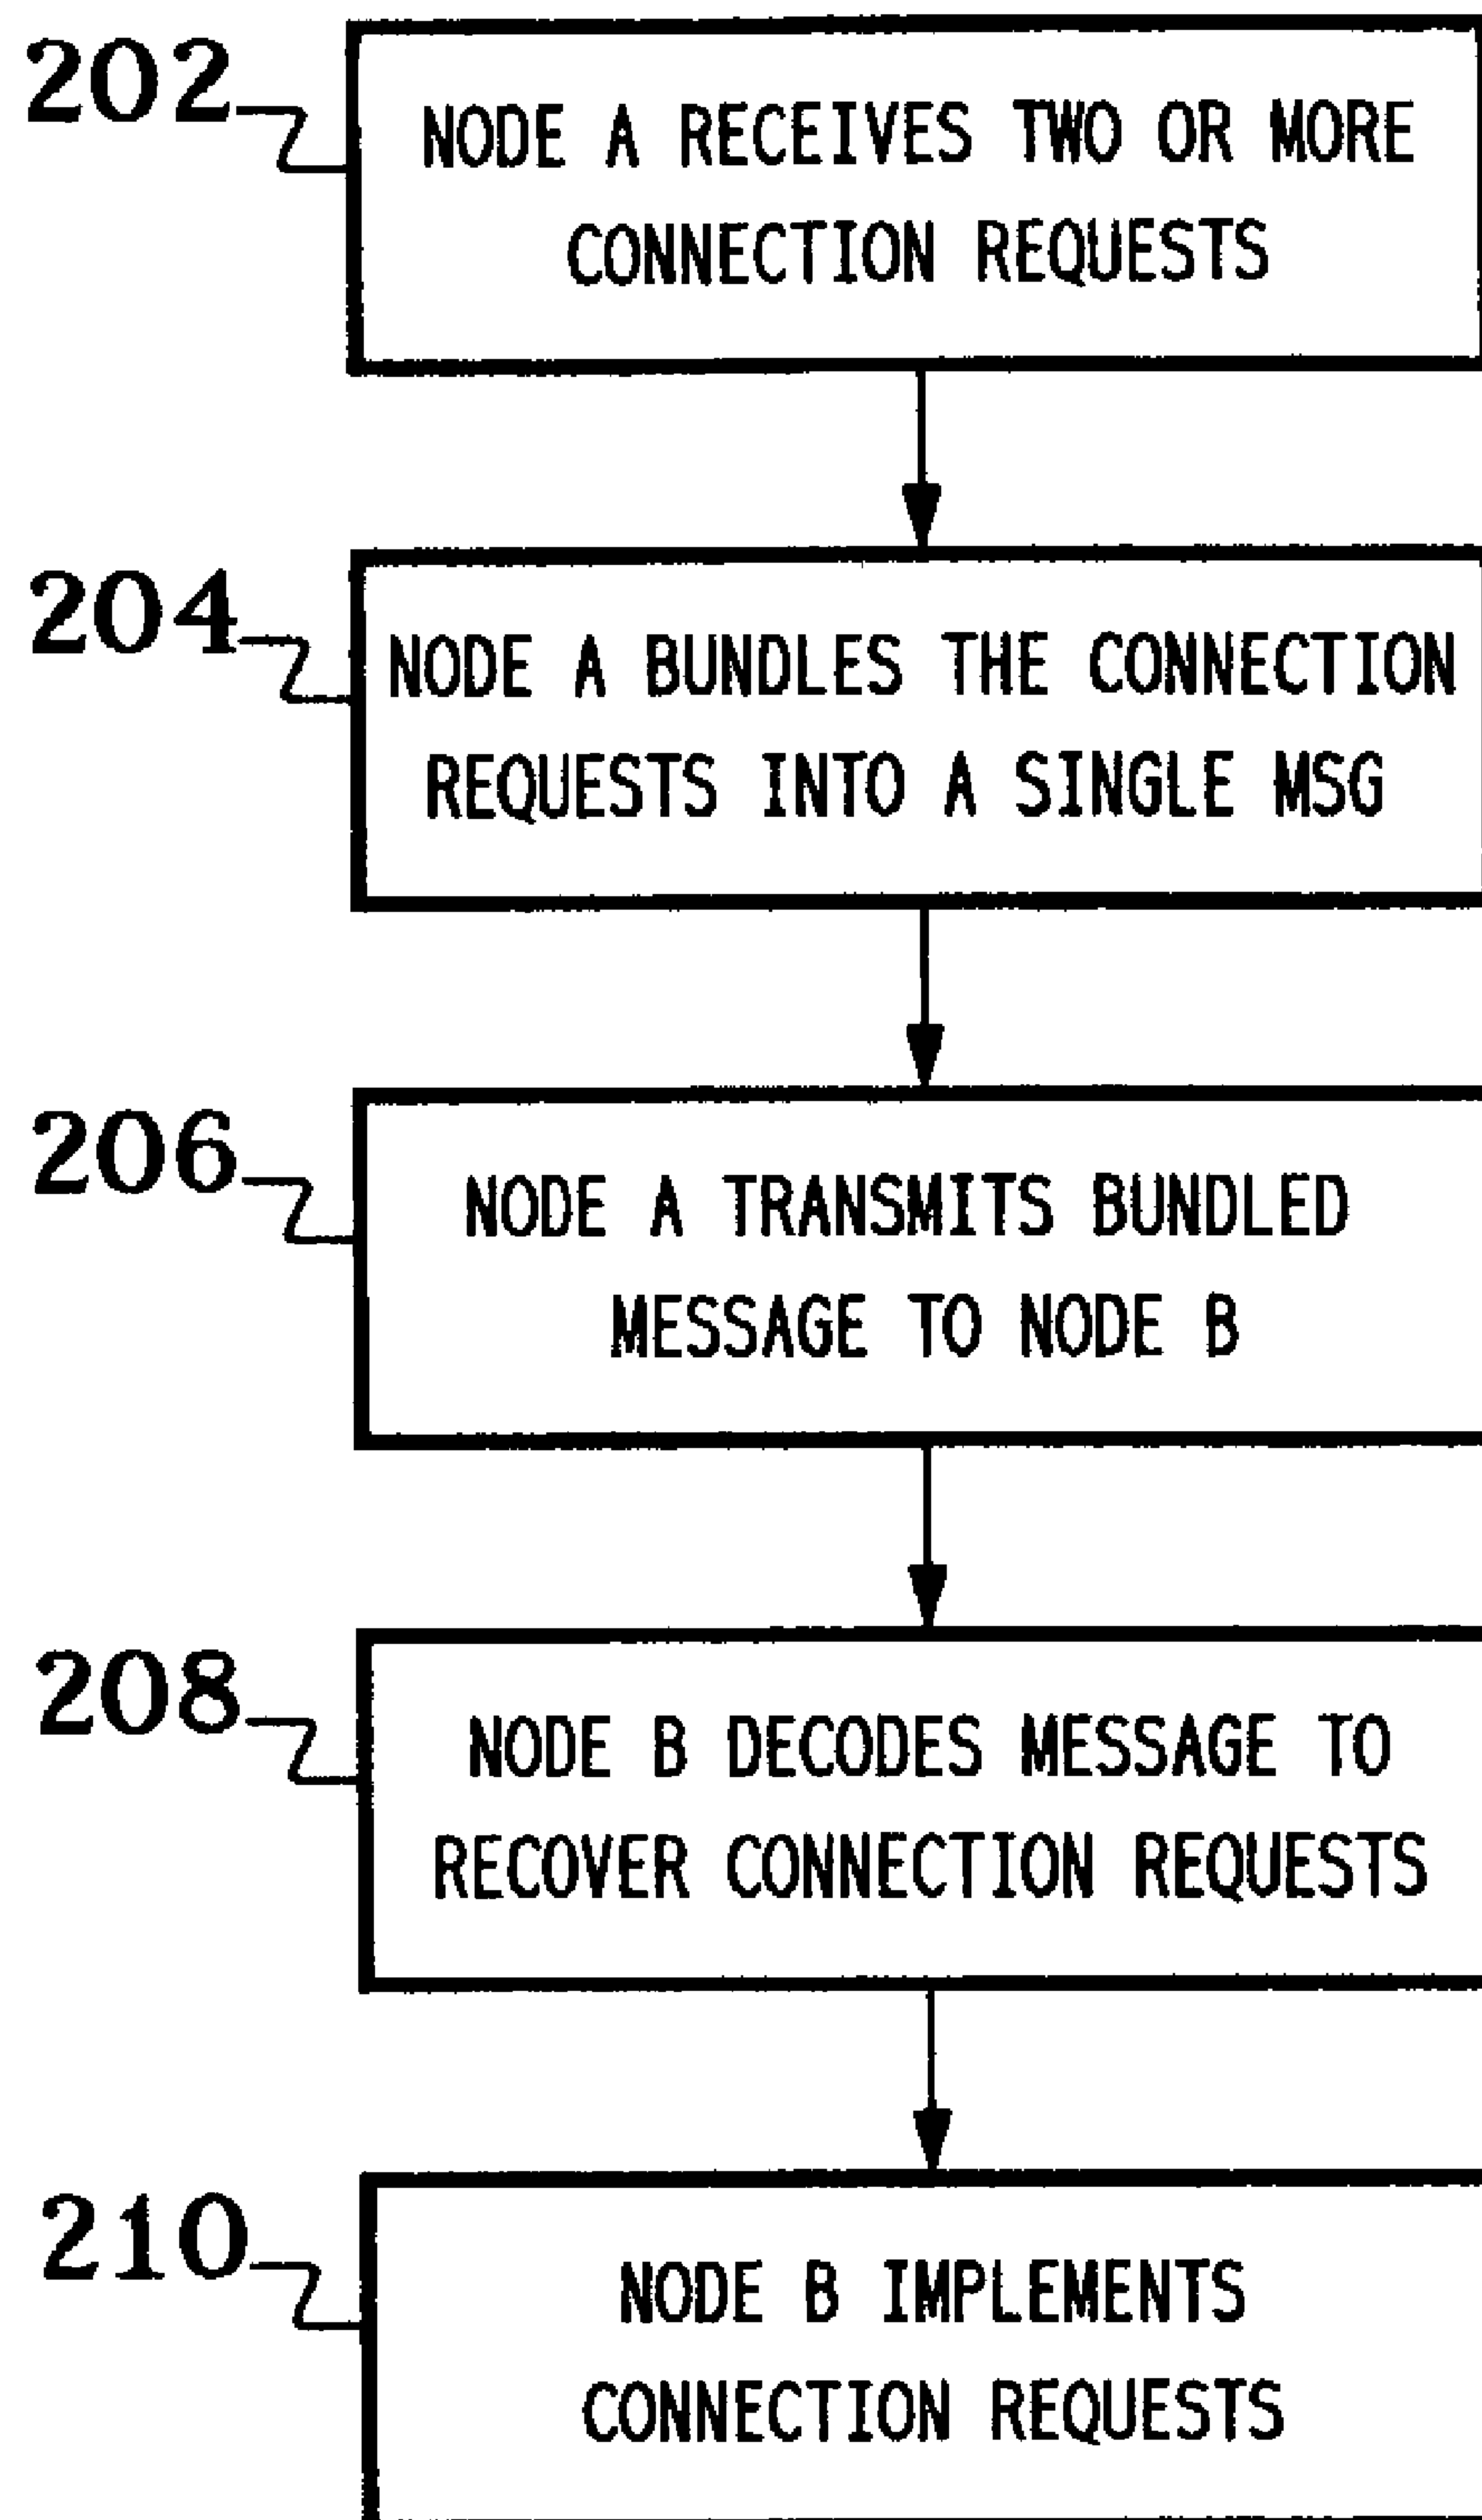 202
NODE A RECEIVES TWO OR MORE
CONNECTION REQUESTS
204
NODE A BUNDLES THE CONNECTION
REQUESTS INTO A SINGLE MSG
206
NODE A TRANSMITS BUNDLED
MESSAGE TO NODE B
208
NODE B DECODES MESSAGE TO
RECOVER CONNECTION REQUESTS
210
NODE B IMPLEMENTS
CONNECTION REQUESTS